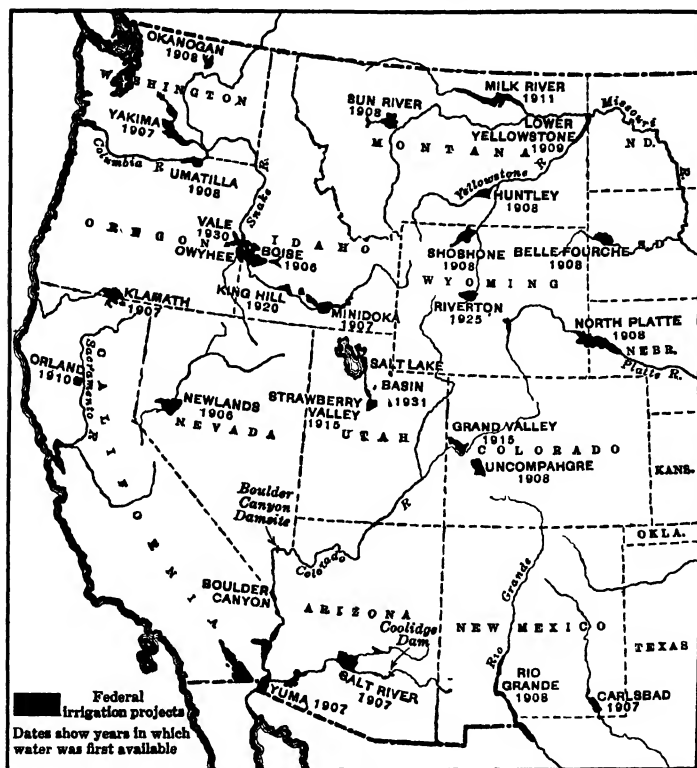 OKANOGAN
1908
WASHINGTON
YAKIMA
1907
Columbia R.
UMATILLA
1908
SUN RIVER
1908
MILK RIVER
1911
LOWER
YELLOWSTONE
1909
MONTANA
Missouri
R.
N.D.
Yellowstone R.
HUNTLEY
1908
Snake R.
OREGON
IDAHO
VALE
1930
OWYHEE
BOISE
1906
SHOSHONE
1908
BELLE FOURCHE
1908
S.D.
WYOMING
RIVERTON
1925
KLAMATH
1907
KING HILL
1920
MINIDOKA
1907
NORTH PLATTE
1908
NEBR.
Platte R.
ORLAND
1910
Sacramento R.
CALIFORNIA
NEWLANDS
1906
NEVADA
SALT LAKE
BASIN
1931
STRAWBERRY
VALLEY
1915
UTAH
GRAND VALLEY
1915
COLORADO
UNCOMPAHGRE
1908
KANS.
OKLA.
Boulder
Canyon
Damsite
Colorado
R
BOULDER
CANYON
ARIZONA
Coolidge
Dam
Rio Grande
NEW MEXICO
TEXAS
SALT RIVER
1907
YUMA 1907
RIO
GRANDE
1908
CARLSBAD
1907
Federal
irrigation projects
Dates show years in which
water was first available